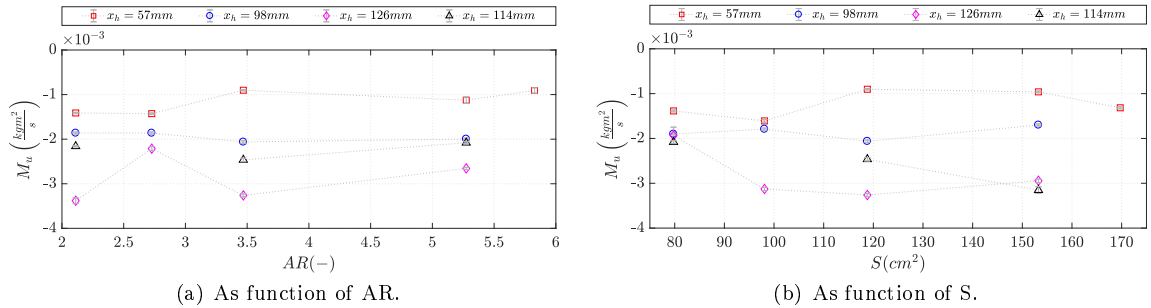 x_h = 57mm x_h = 98mm x_h = 126mm x_h = 114mm
×10^-3
0
-1
-2
-3
-4
M_u (kgm^2/s)
2 2.5 3 3.5 4 4.5 5 5.5 6
AR(−)
(a) As function of AR.
x_h = 57mm x_h = 98mm x_h = 126mm x_h = 114mm
×10^-3
0
-1
-2
-3
-4
M_u (kgm^2/s)
80 90 100 110 120 130 140 150 160 170
S(cm^2)
(b) As function of S.